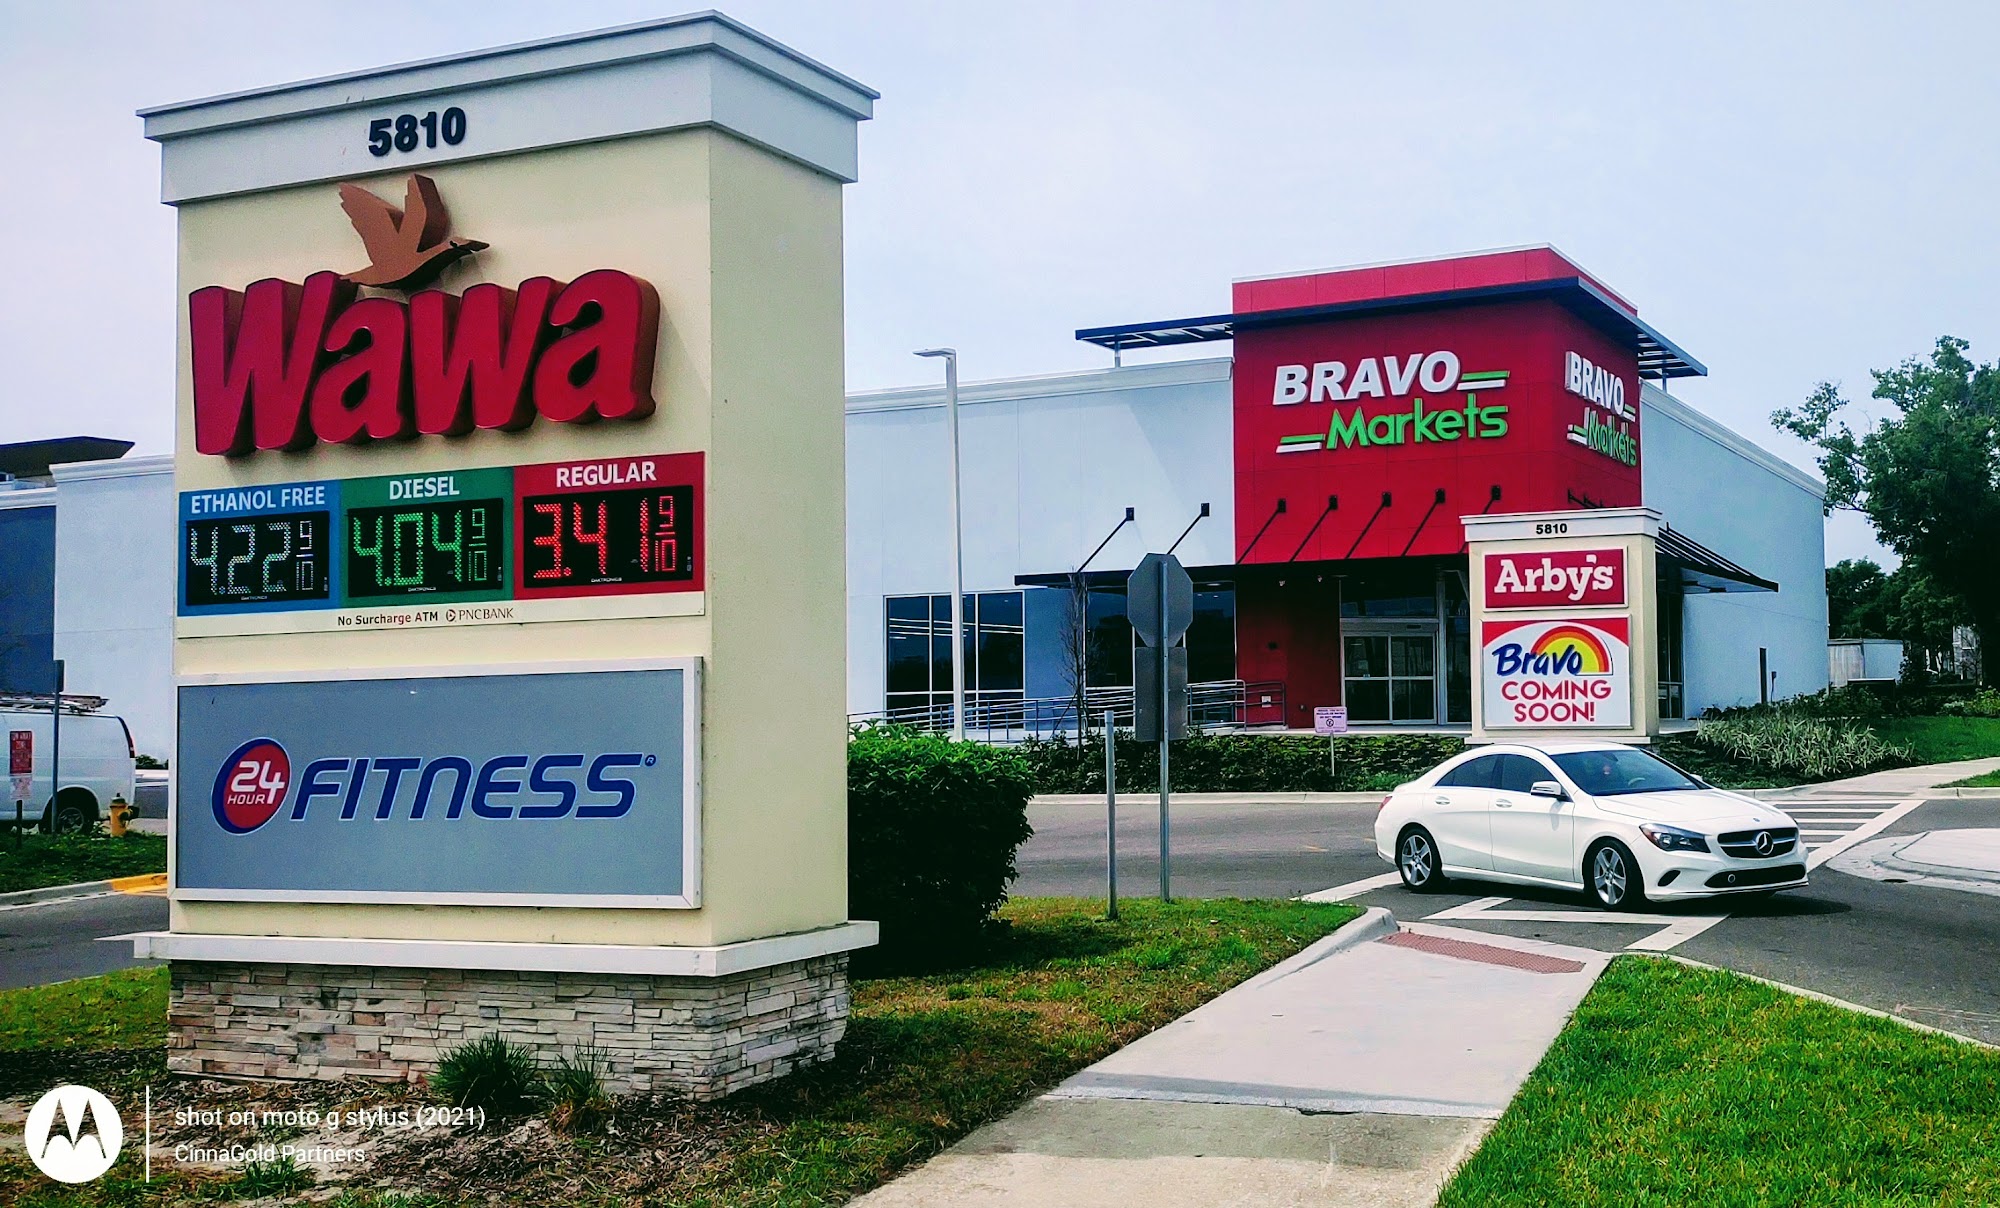 5810
Wawa
ETHANOL FREE
4.22 9/10
DIESEL
4.04 9/10
REGULAR
3.41 9/10
No Surcharge ATM PNC BANK
24 HOUR FITNESS®
BRAVO
Markets
BRAVO
Markets
5810
Arby's
Bravo
COMING
SOON!
shot on moto g stylus (2021)
CinnaGold Partners